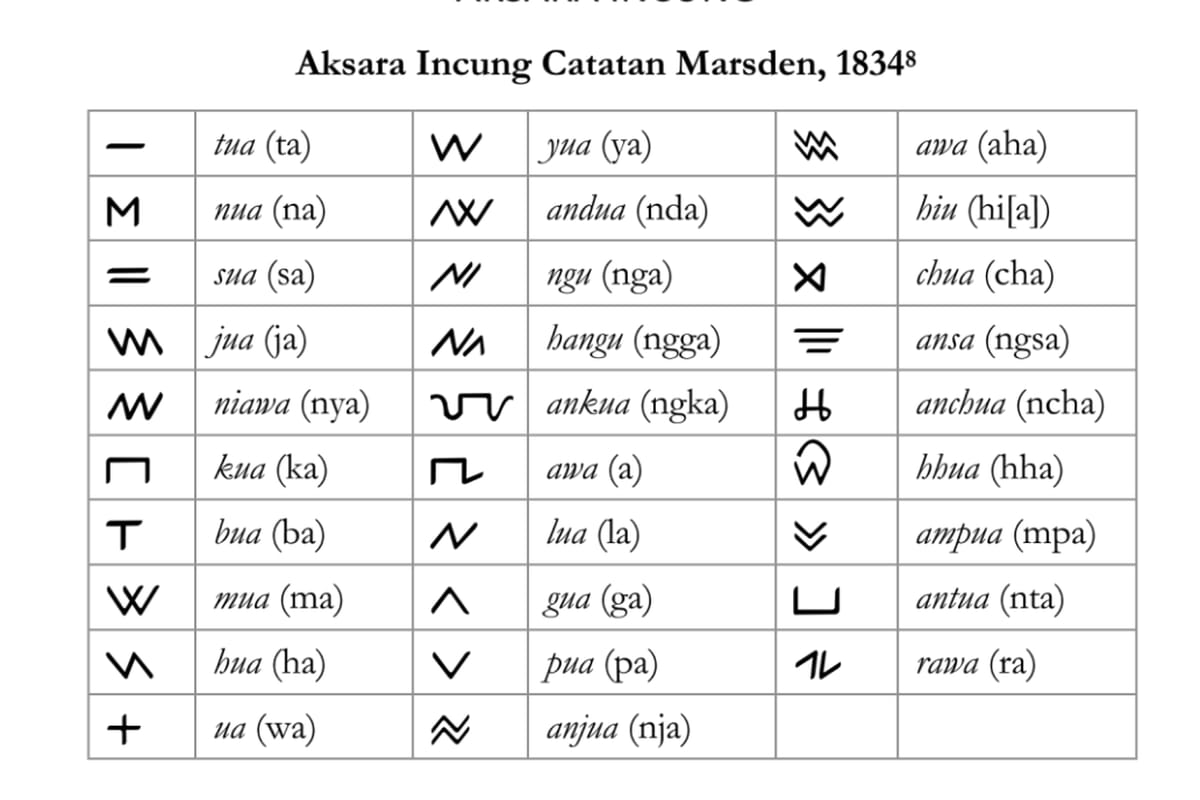 Aksara Incung Catatan Marsden, 1834⁸
tua (ta) yua (ya) awa (aha)
nua (na) andua (nda) hiu (hi[a])
sua (sa) ngu (nga) chua (cha)
jua (ja) hangu (ngga) ansa (ngsa)
niawa (nya) ankua (ngka) anchua (ncha)
kua (ka) awa (a) hhua (hha)
bua (ba) lua (la) ampua (mpa)
mua (ma) gua (ga) antua (nta)
hua (ha) pua (pa) rawa (ra)
ua (wa) anjua (nja)